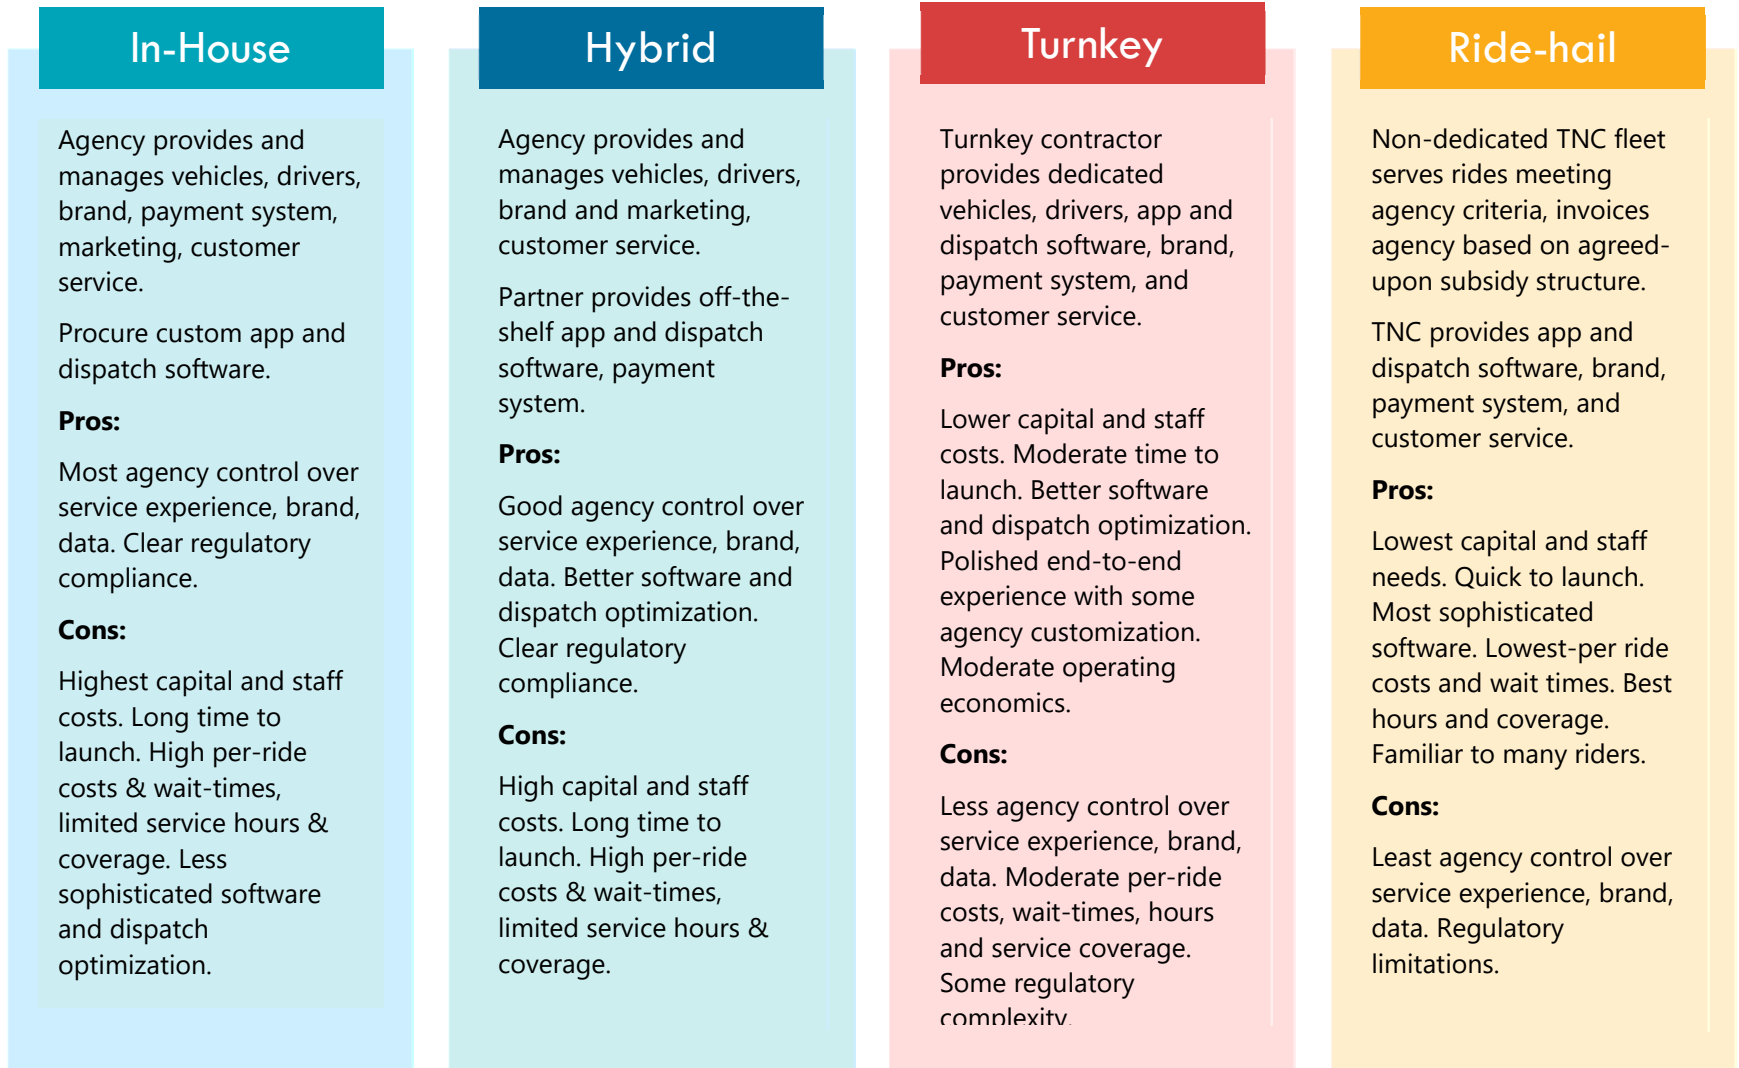 In-House
Agency provides and
manages vehicles, drivers,
brand, payment system,
marketing, customer
service.
Procure custom app and
dispatch software.
Pros:
Most agency control over
service experience, brand,
data. Clear regulatory
compliance.
Cons:
Highest capital and staff
costs. Long time to
launch. High per-ride
costs & wait-times,
limited service hours &
coverage. Less
sophisticated software
and dispatch
optimization.
Hybrid
Agency provides and
manages vehicles, drivers,
brand and marketing,
customer service.
Partner provides off-the-
shelf app and dispatch
software, payment
system.
Pros:
Good agency control over
service experience, brand,
data. Better software and
dispatch optimization.
Clear regulatory
compliance.
Cons:
High capital and staff
costs. Long time to
launch. High per-ride
costs & wait-times,
limited service hours &
coverage.
Turnkey
Turnkey contractor
provides dedicated
vehicles, drivers, app and
dispatch software, brand,
payment system, and
customer service.
Pros:
Lower capital and staff
costs. Moderate time to
launch. Better software
and dispatch optimization.
Polished end-to-end
experience with some
agency customization.
Moderate operating
economics.
Cons:
Less agency control over
service experience, brand,
data. Moderate per-ride
costs, wait-times, hours
and service coverage.
Some regulatory
complexity.
Ride-hail
Non-dedicated TNC fleet
serves rides meeting
agency criteria, invoices
agency based on agreed-
upon subsidy structure.
TNC provides app and
dispatch software, brand,
payment system, and
customer service.
Pros:
Lowest capital and staff
needs. Quick to launch.
Most sophisticated
software. Lowest-per ride
costs and wait times. Best
hours and coverage.
Familiar to many riders.
Cons:
Least agency control over
service experience, brand,
data. Regulatory
limitations.